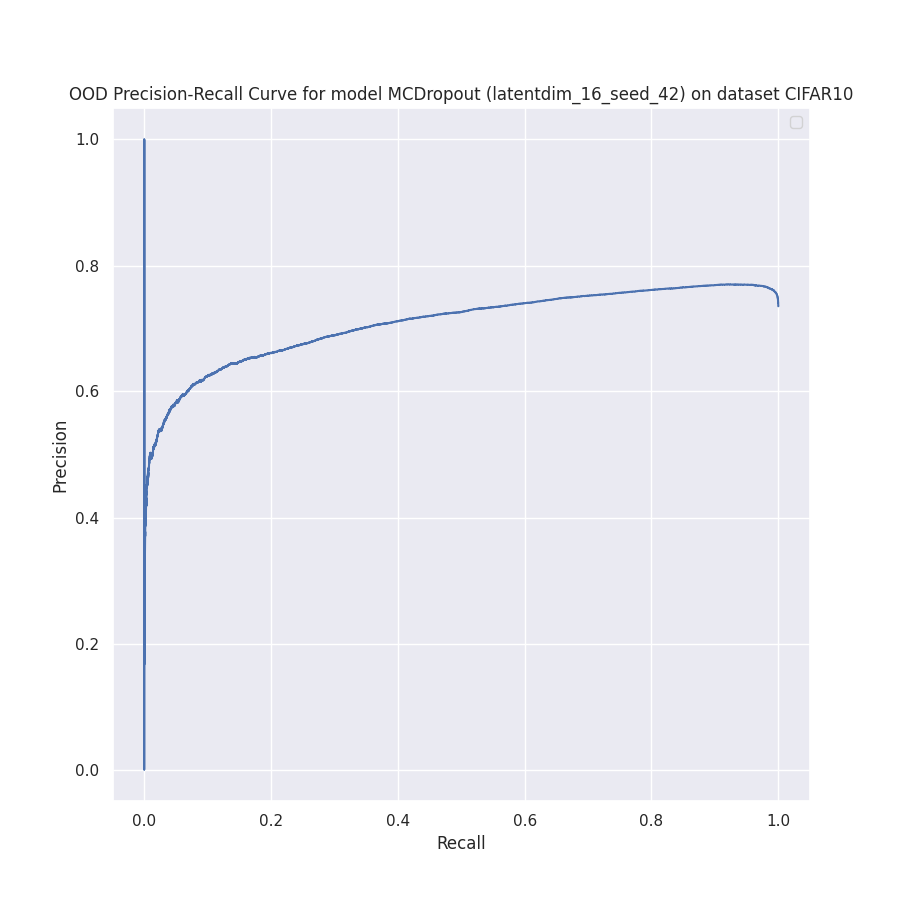 OOD Precision-Recall Curve for model MCDropout (latentdim_16_seed_42) on dataset CIFAR10
1.0
0.8
0.6
0.4
0.2
0.0
Precision
0.0 0.2 0.4 0.6 0.8 1.0
Recall